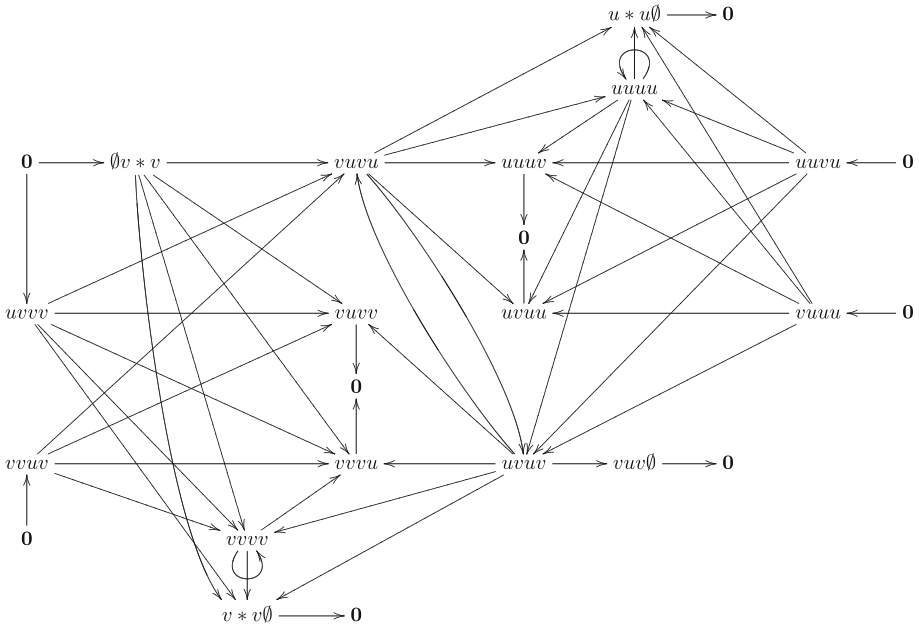 u ∗ u∅ 0
uuuu
0 ∅v ∗ v vuvu uuuv uuvu 0
0
uvvv vuvv uvuu vuuu 0
0
vvuv vvvu uvuv vuv∅ 0
0 vvvv
v ∗ v∅ 0